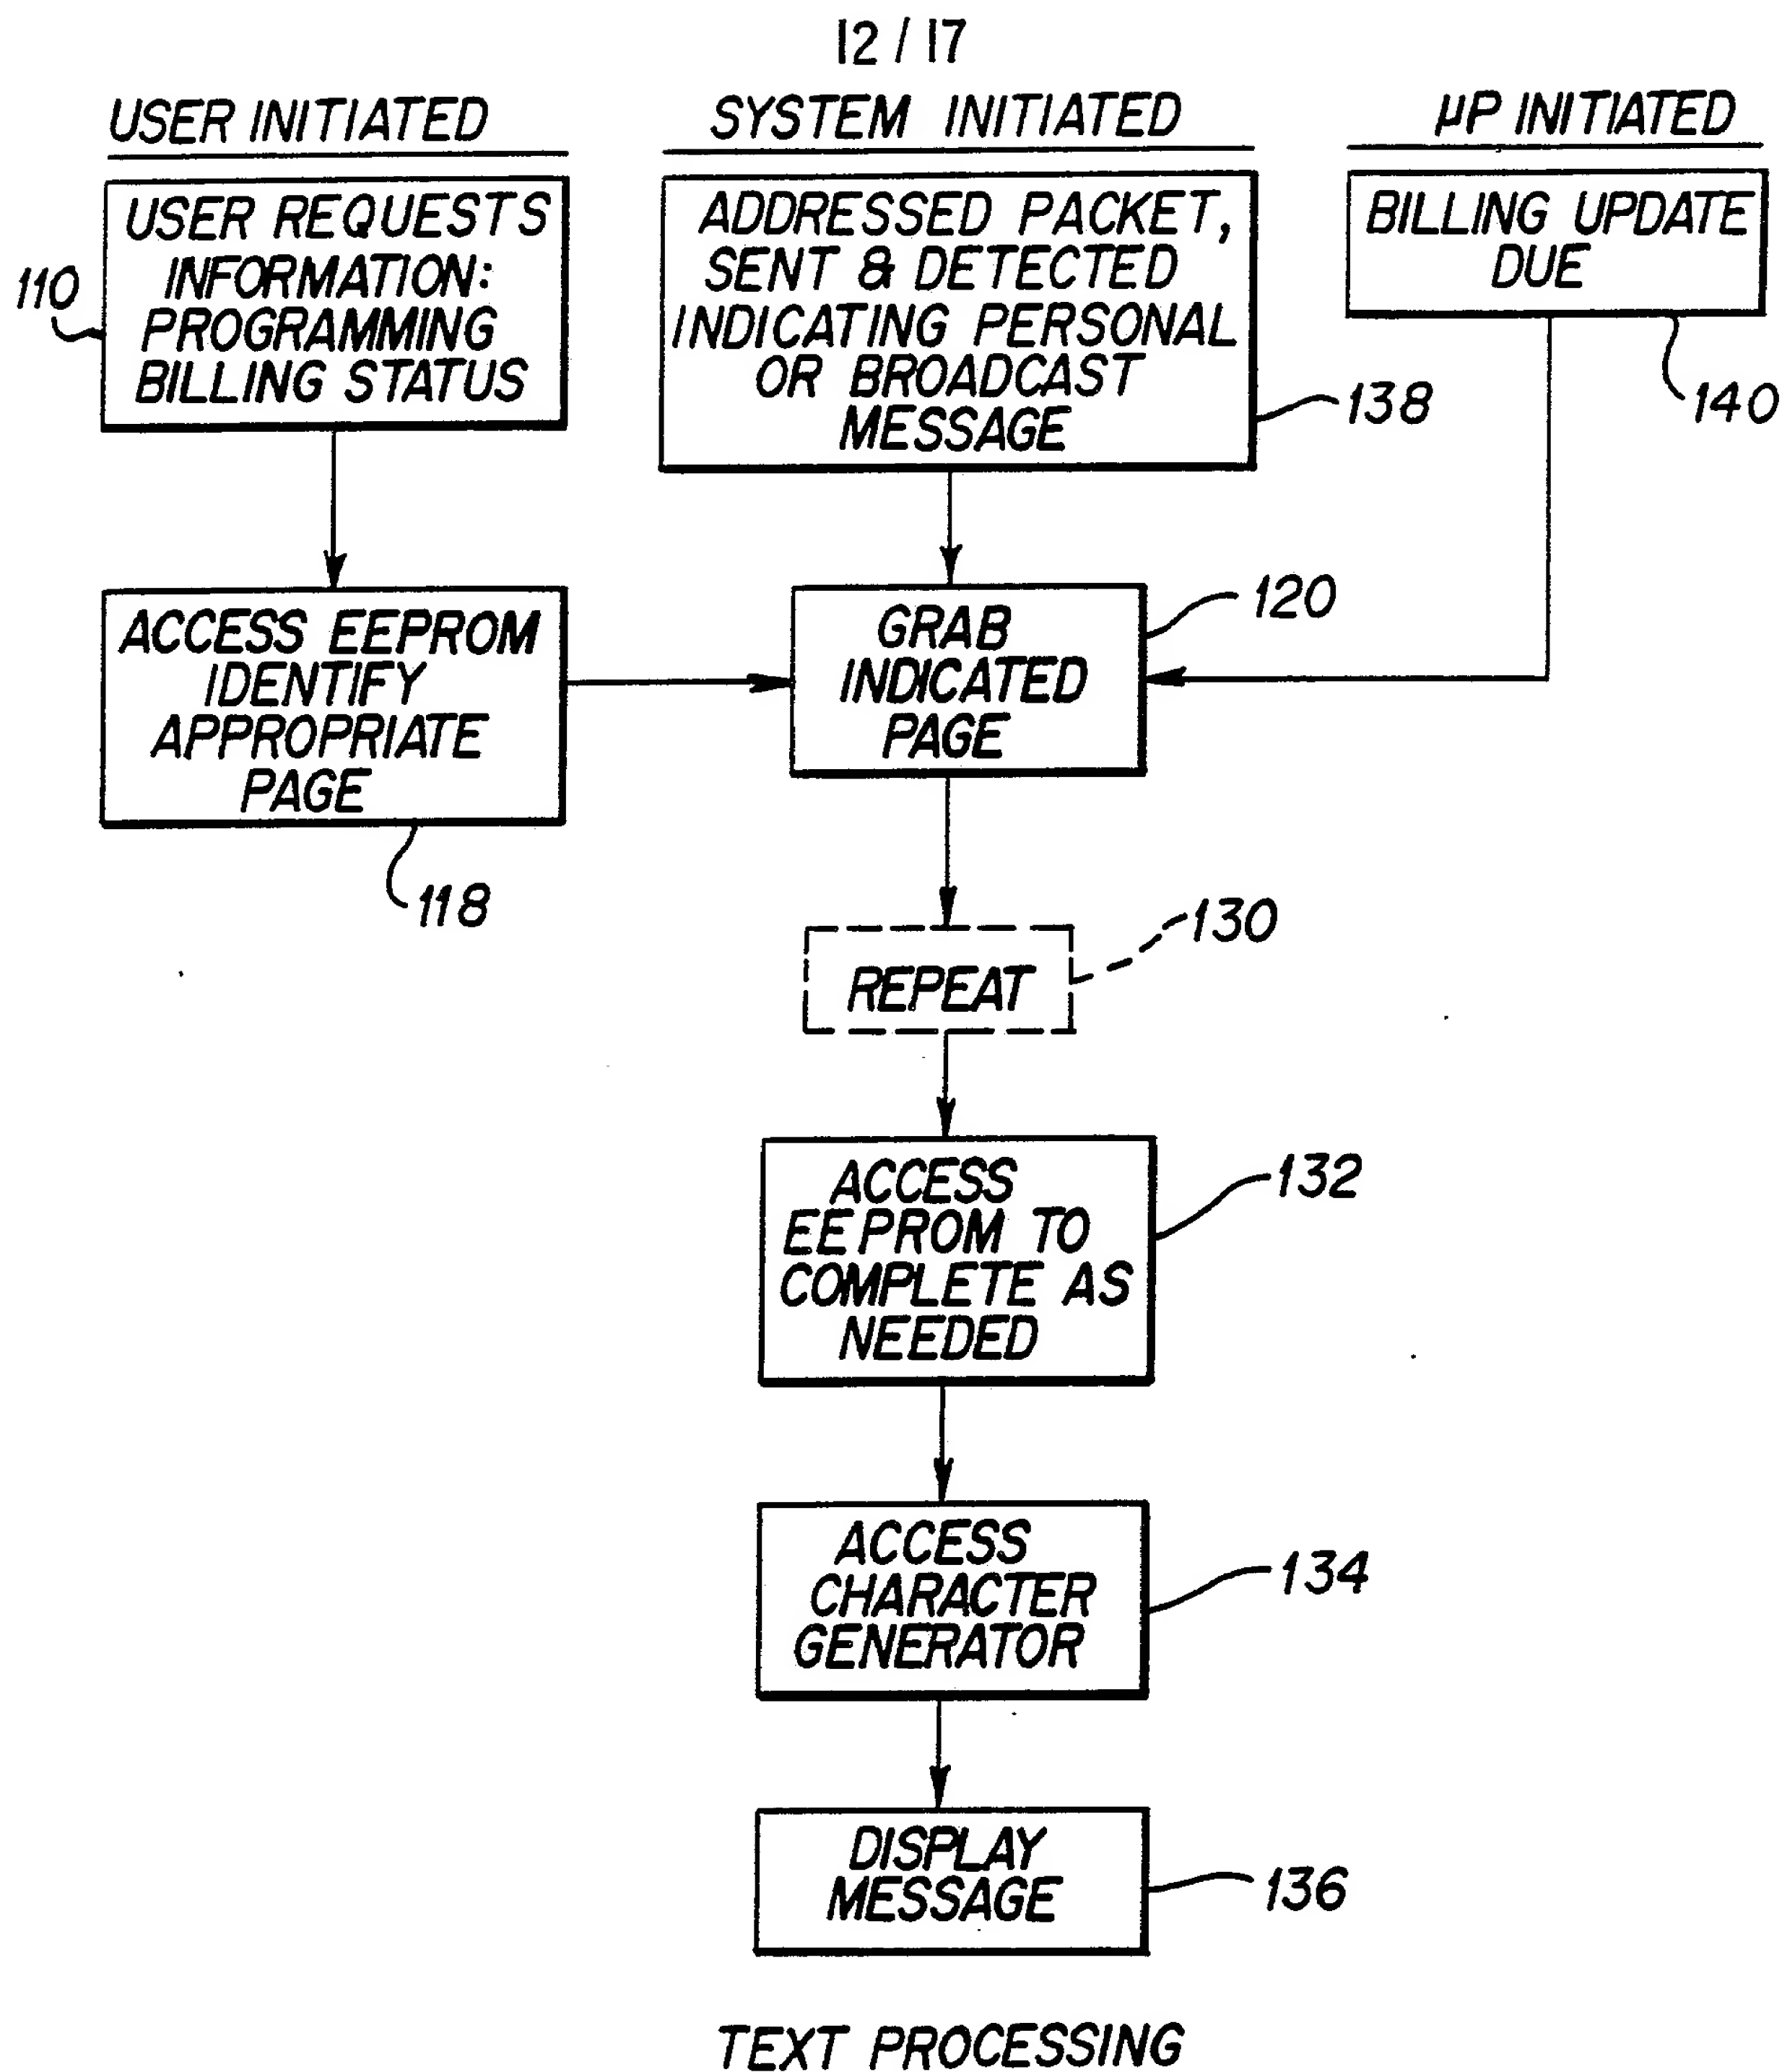 12/17
USER INITIATED
SYSTEM INITIATED
µP INITIATED
USER REQUESTS
INFORMATION:
PROGRAMMING
BILLING STATUS
110
ADDRESSED PACKET,
SENT & DETECTED
INDICATING PERSONAL
OR BROADCAST
MESSAGE
138
BILLING UPDATE
DUE
140
ACCESS EEPROM
IDENTIFY
APPROPRIATE
PAGE
118
GRAB
INDICATED
PAGE
120
REPEAT
130
ACCESS
EEPROM TO
COMPLETE AS
NEEDED
132
ACCESS
CHARACTER
GENERATOR
134
DISPLAY
MESSAGE
136
TEXT PROCESSING